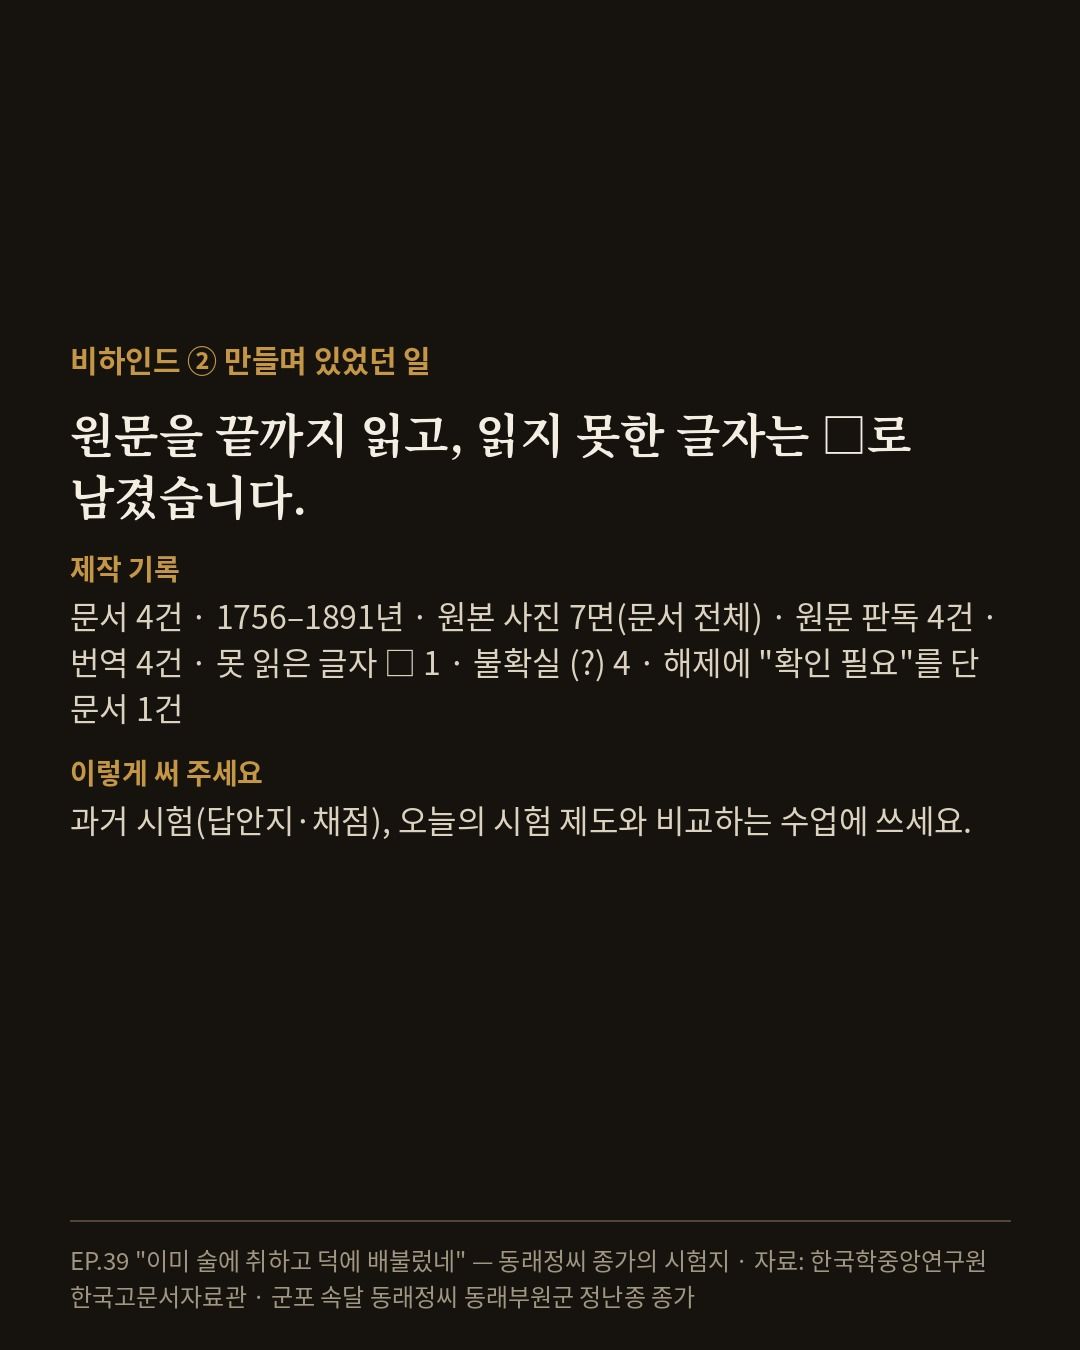 비하인드 ② 만들며 있었던 일
원문을 끝까지 읽고, 읽지 못한 글자는 □로
남겼습니다.
제작 기록
문서 4건 · 1756–1891년 · 원본 사진 7면(문서 전체) · 원문 판독 4건 ·
번역 4건 · 못 읽은 글자 □ 1 · 불확실 (?) 4 · 해제에 "확인 필요"를 단
문서 1건
이렇게 써 주세요
과거 시험(답안지·채점), 오늘의 시험 제도와 비교하는 수업에 쓰세요.
EP.39 "이미 술에 취하고 덕에 배불렀네" — 동래정씨 종가의 시험지 · 자료: 한국학중앙연구원
한국고문서자료관 · 군포 속달 동래정씨 동래부원군 정난종 종가